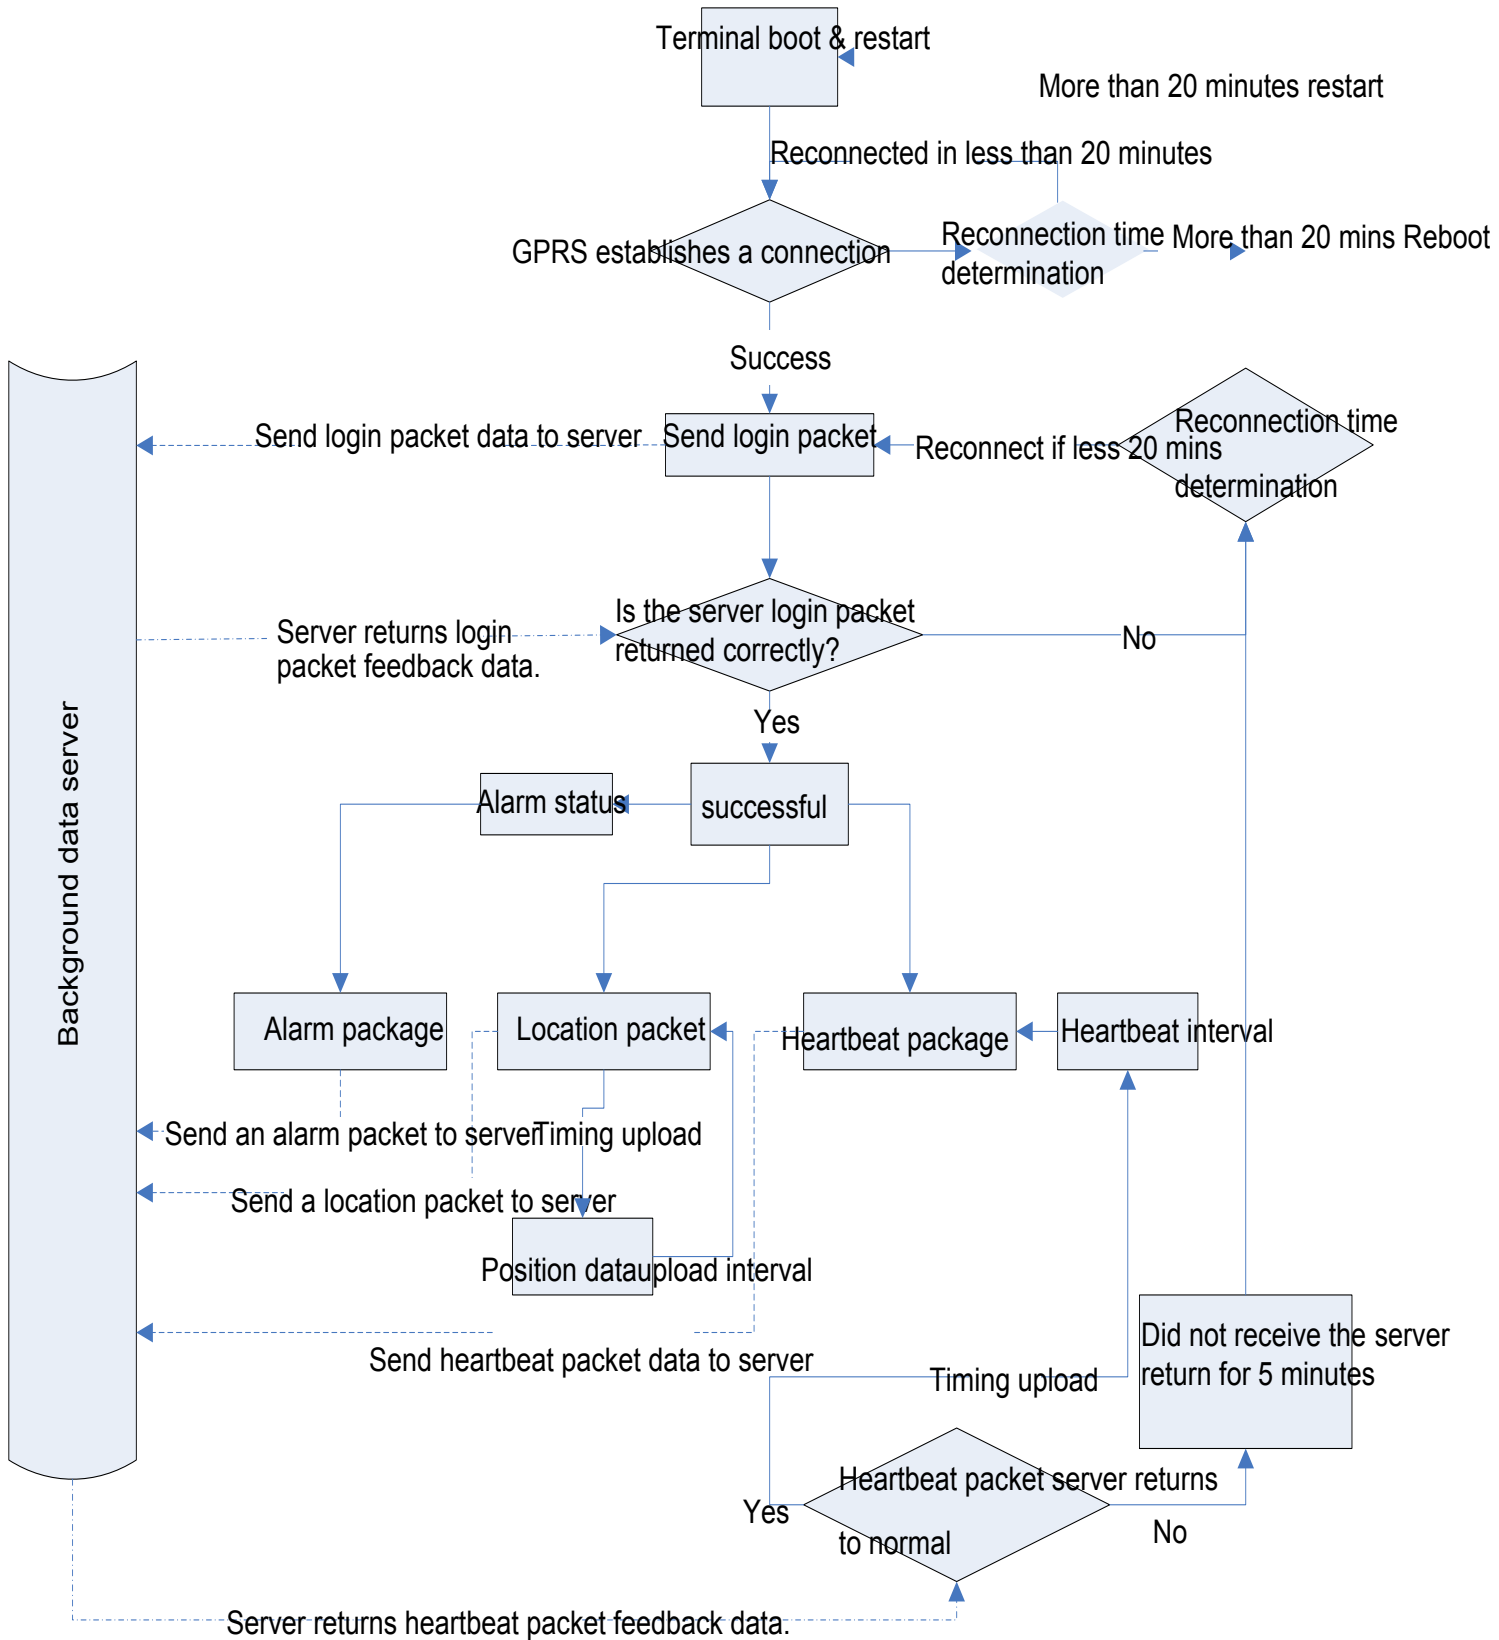 Terminal boot & restart
More than 20 minutes restart
Reconnected in less than 20 minutes
GPRS establishes a connection
Reconnection time
determination
More than 20 mins Reboot
Success
Send login packet data to server
Send login packet
Reconnect if less 20 mins
Reconnection time
determination
Is the server login packet
returned correctly?
Server returns login
packet feedback data.
No
Yes
Background data server
Alarm status
successful
Alarm package
Location packet
Heartbeat package
Heartbeat interval
Send an alarm packet to server
Timing upload
Send a location packet to server
Position dataupload interval
Send heartbeat packet data to server
Did not receive the server
return for 5 minutes
Timing upload
Heartbeat packet server returns
to normal
Yes
No
Server returns heartbeat packet feedback data.